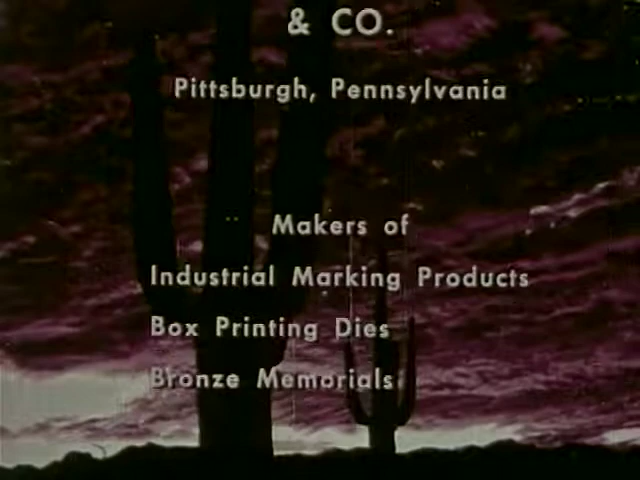 & CO.
Pittsburgh, Pennsylvania
Makers of
Industrial Marking Products
Box Printing Dies
Bronze Memorials